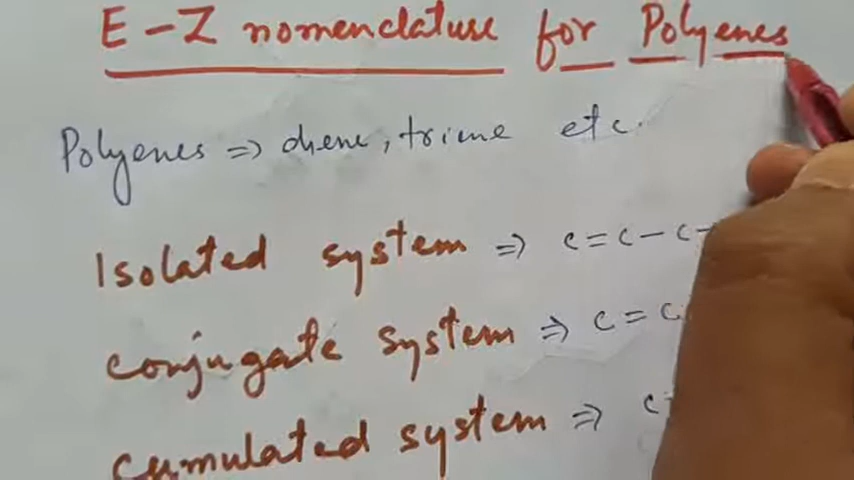 E-Z nomenclature for Polyenes
Polyenes => diene, triene etc.
Isolated system => C=C-C-
Conjugate system => C=C
Cumulated system => C